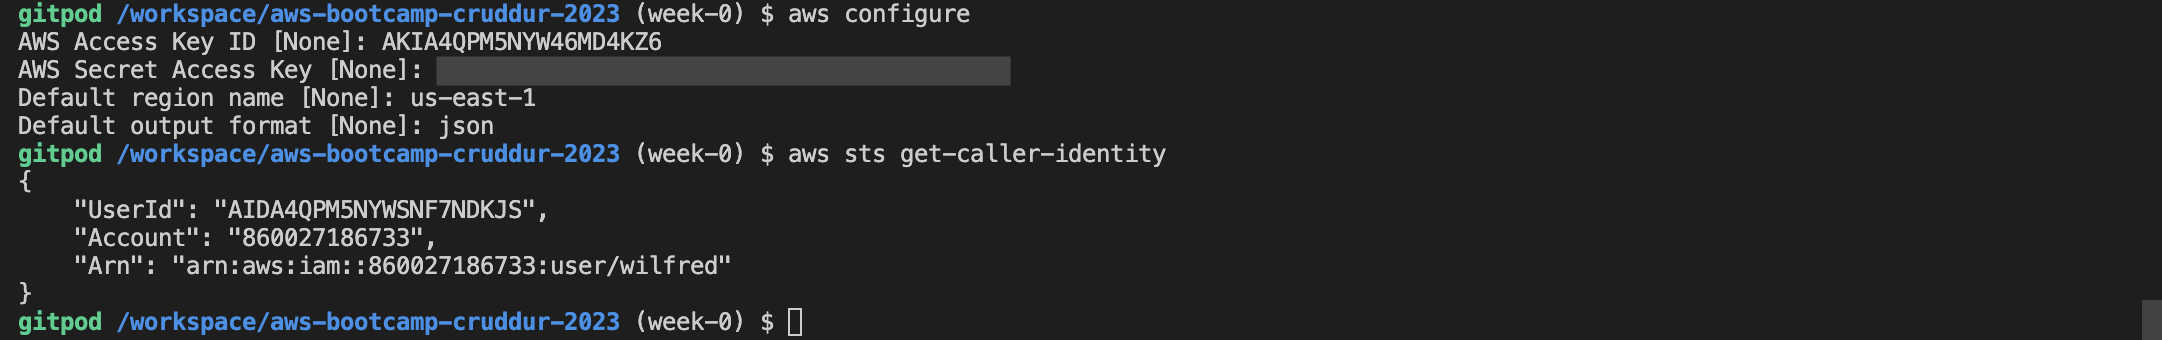 gitpod /workspace/aws-bootcamp-cruddur-2023 (week-0) $ aws configure
AWS Access Key ID [None]: AKIA4QPM5NYW46MD4KZ6
AWS Secret Access Key [None]:
Default region name [None]: us-east-1
Default output format [None]: json
gitpod /workspace/aws-bootcamp-cruddur-2023 (week-0) $ aws sts get-caller-identity
{
    "UserId": "AIDA4QPM5NYWSNF7NDKJS",
    "Account": "860027186733",
    "Arn": "arn:aws:iam::860027186733:user/wilfred"
}
gitpod /workspace/aws-bootcamp-cruddur-2023 (week-0) $